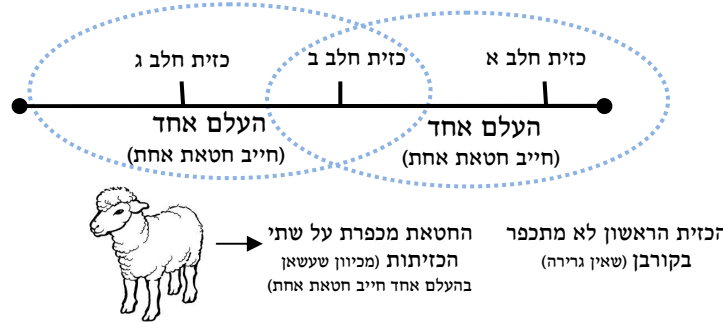 כזית חלב א
כזית חלב ב
כזית חלב ג
העלם אחד
(חייב חטאת אחת)
העלם אחד
(חייב חטאת אחת)
הכזית הראשון לא מתכפר
בקורבן (שאין גרירה)
החטאת מכפרת על שתי
הכזיתות (מכיוון שעשאן
בהעלם אחד חייב חטאת אחת)